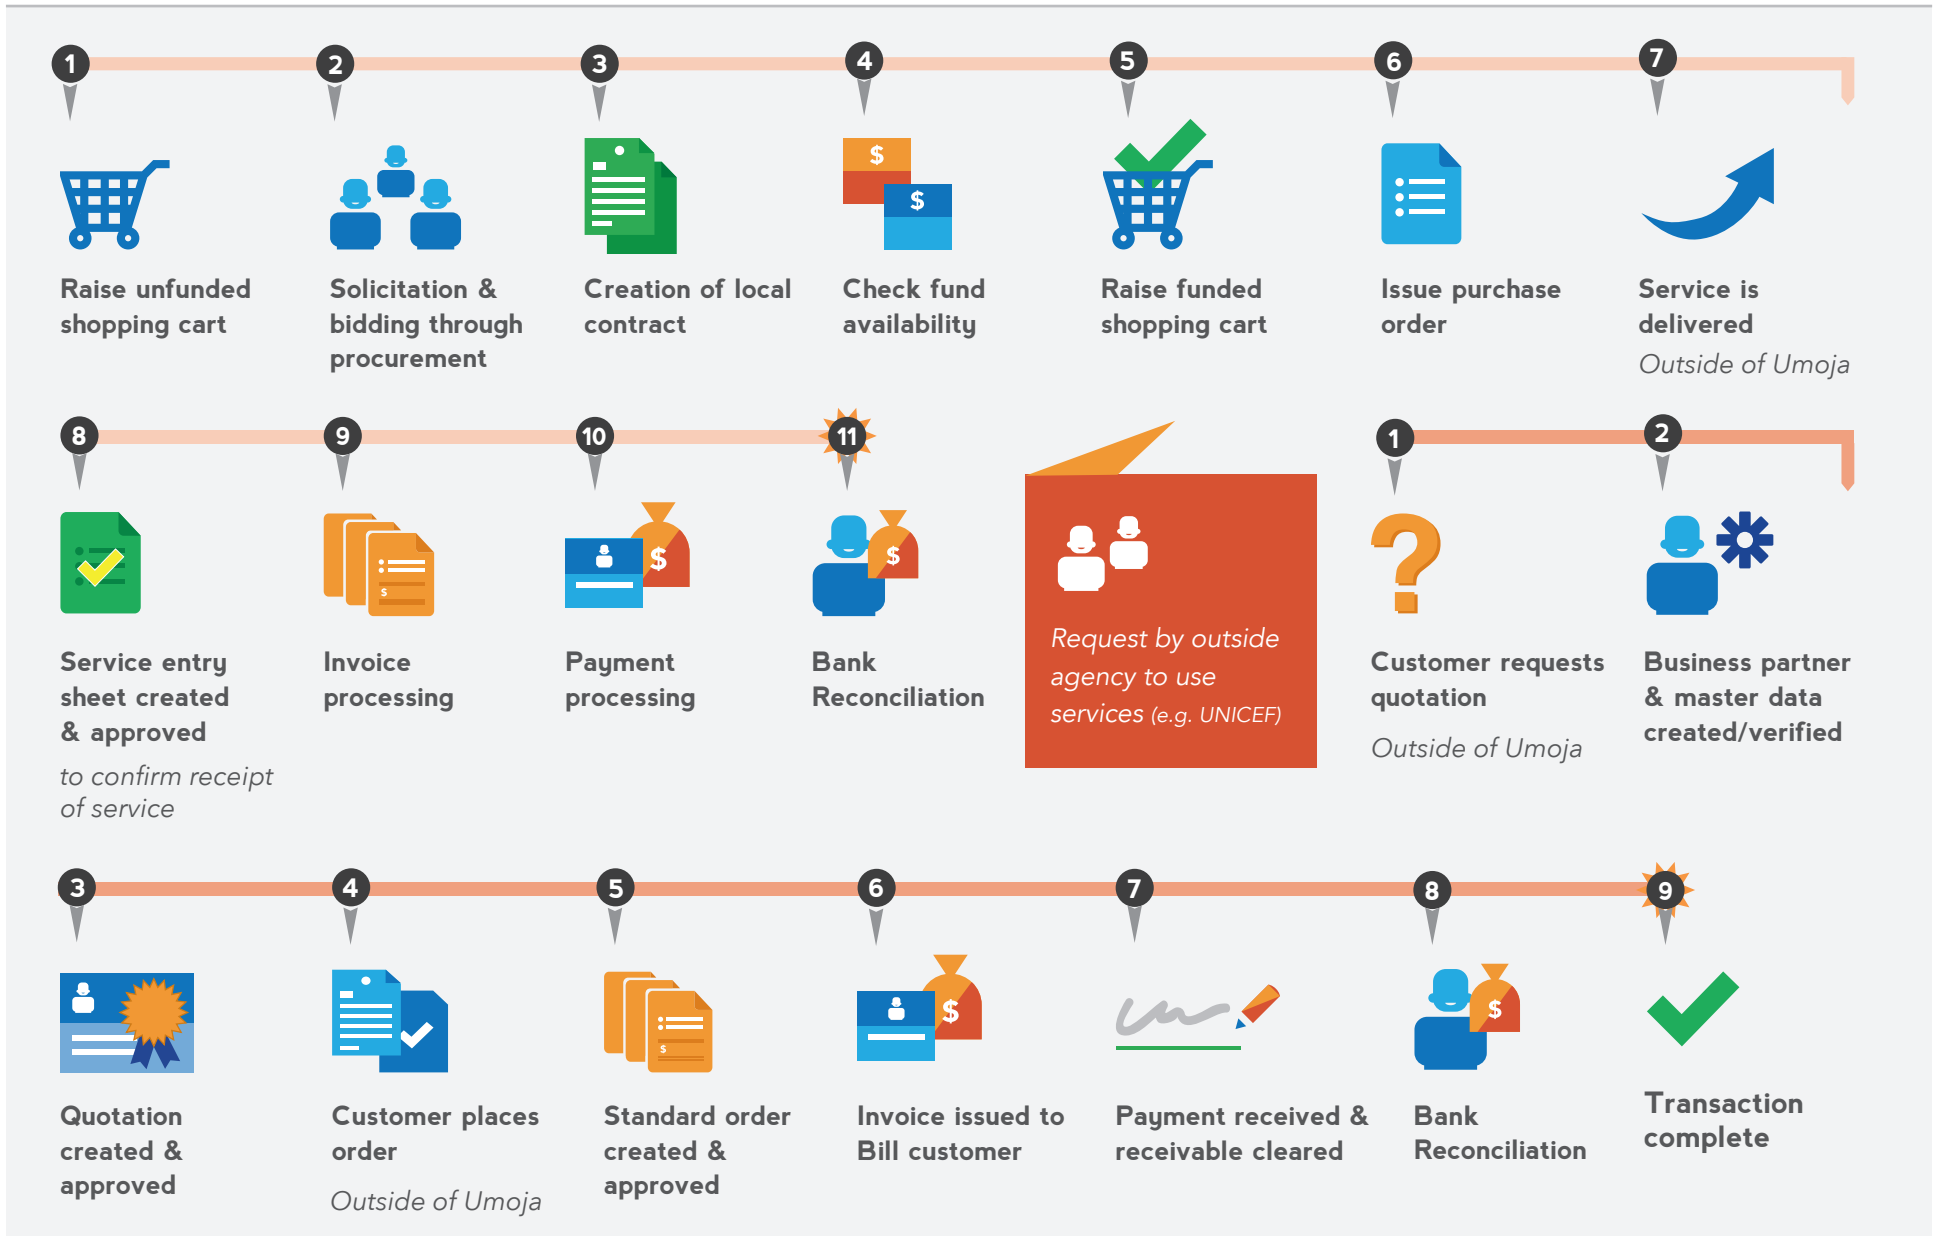 1
2
3
4
5
6
7
$
$
Raise unfunded
shopping cart
Solicitation &
bidding through
procurement
Creation of local
contract
Check fund
availability
Raise funded
shopping cart
Issue purchase
order
Service is
delivered
Outside of Umoja
8
9
10
11
$
$
$
Service entry
sheet created
& approved
to confirm receipt
of service
Invoice
processing
Payment
processing
Bank
Reconciliation
Request by outside
agency to use
services (e.g. UNICEF)
1
2
?
Customer requests
quotation
Outside of Umoja
Business partner
& master data
created/verified
3
4
5
6
7
8
9
$
$
$
Quotation
created &
approved
Customer places
order
Outside of Umoja
Standard order
created &
approved
Invoice issued to
Bill customer
Payment received &
receivable cleared
Bank
Reconciliation
Transaction
complete